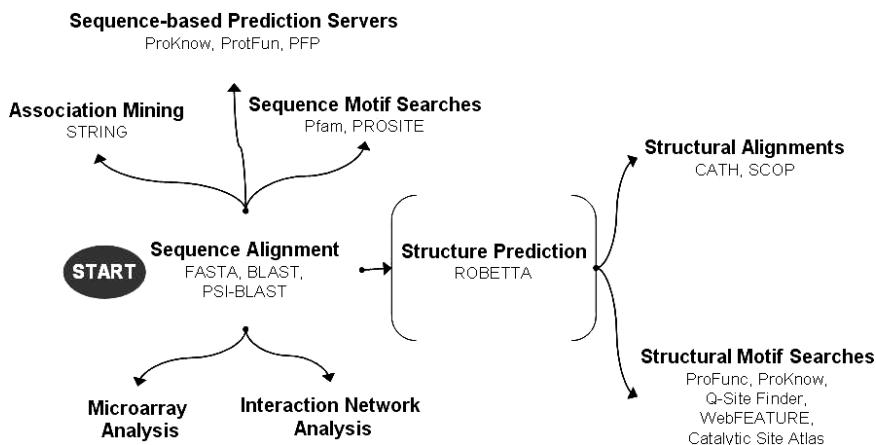 Sequence-based Prediction Servers
ProKnow, ProtFun, PFP
Association Mining
STRING
Sequence Motif Searches
Pfam, PROSITE
Structural Alignments
CATH, SCOP
START
Sequence Alignment
FASTA, BLAST,
PSI-BLAST
Structure Prediction
ROBETTA
Microarray
Analysis
Interaction Network
Analysis
Structural Motif Searches
ProFunc, ProKnow,
Q-Site Finder,
WebFEATURE,
Catalytic Site Atlas